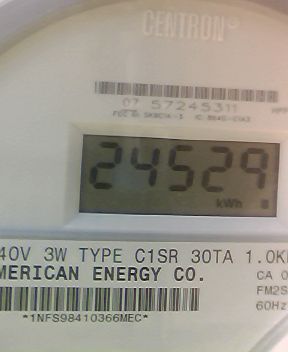 CENTRON®
07 57245311
24529
kWh
40V 3W TYPE C1SR 30TA 1.0K
MERICAN ENERGY CO.
CA 0
FM2S
60Hz
*1NFS98410366MEC*